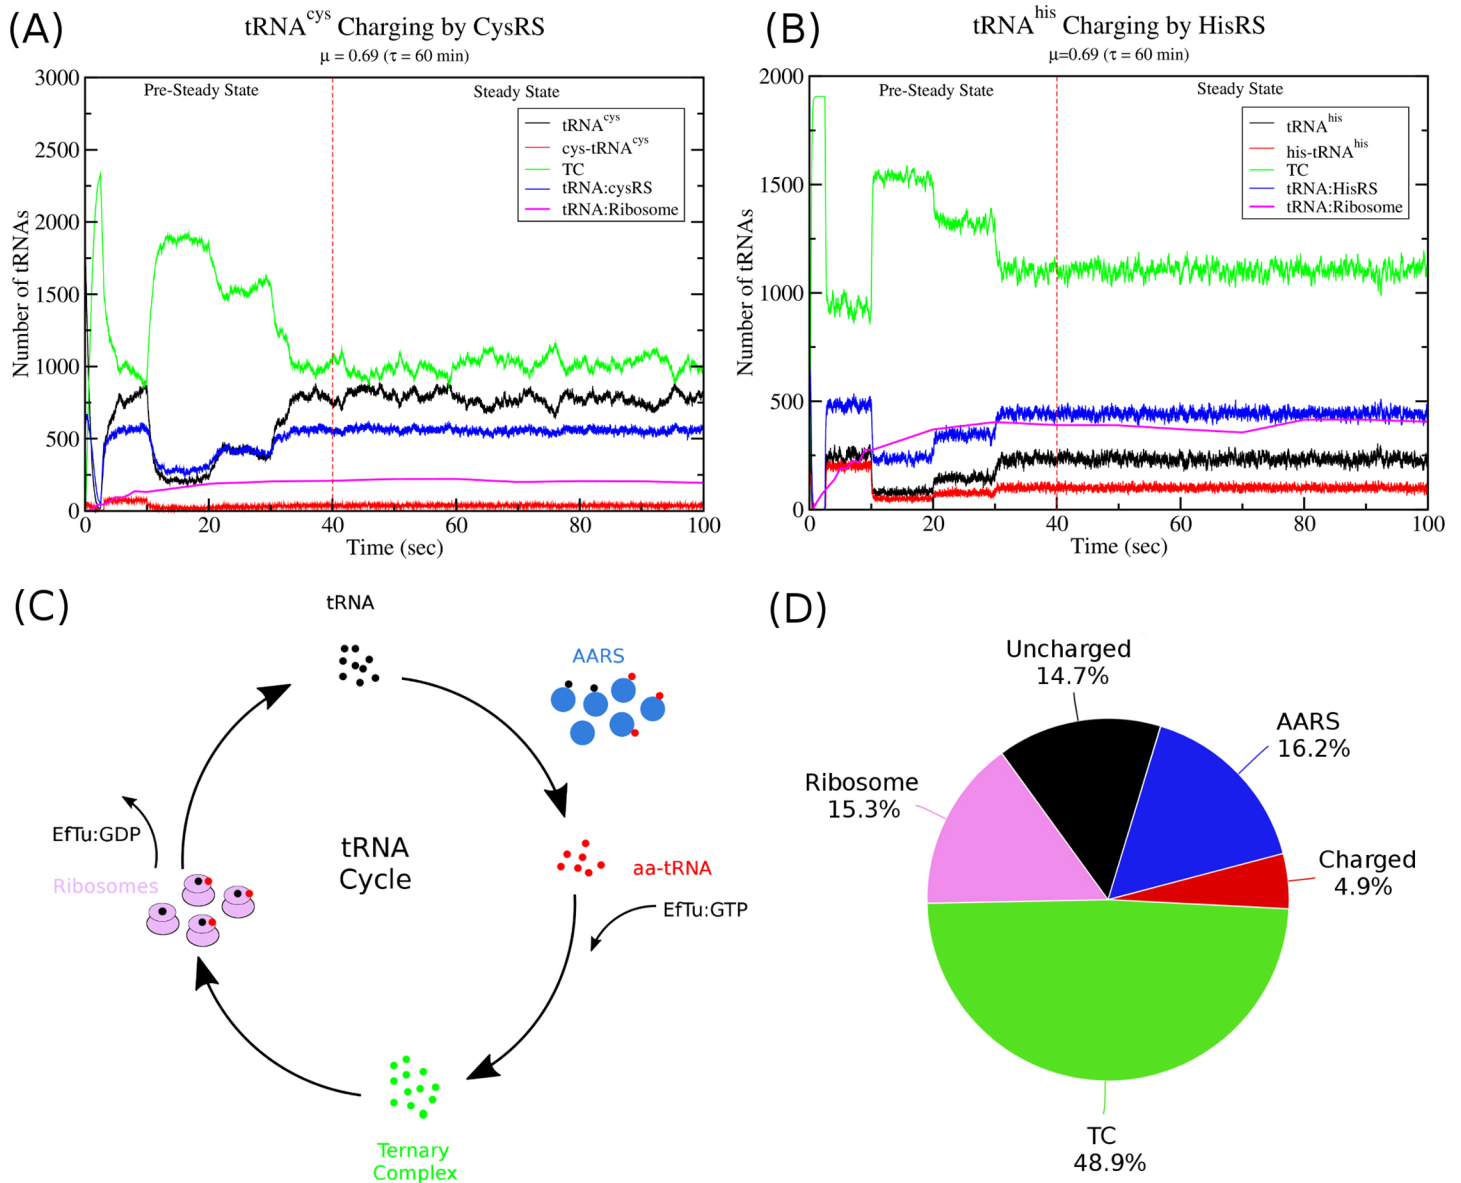 (A)
tRNA^cys Charging by CysRS
μ = 0.69 (τ = 60 min)
Pre-Steady State
Steady State
tRNA^cys
cys-tRNA^cys
TC
tRNA:cysRS
tRNA:Ribosome
Number of tRNAs
3000
2500
2000
1500
1000
500
0
0 20 40 60 80 100
Time (sec)
(B)
tRNA^his Charging by HisRS
μ=0.69 (τ = 60 min)
Pre-Steady State
Steady State
tRNA^his
his-tRNA^his
TC
tRNA:HisRS
tRNA:Ribosome
Number of tRNAs
2000
1500
1000
500
0
0 20 40 60 80 100
Time (sec)
(C)
tRNA
AARS
aa-tRNA
EfTu:GTP
Ternary
Complex
Ribosomes
EfTu:GDP
tRNA
Cycle
(D)
Uncharged
14.7%
AARS
16.2%
Charged
4.9%
TC
48.9%
Ribosome
15.3%